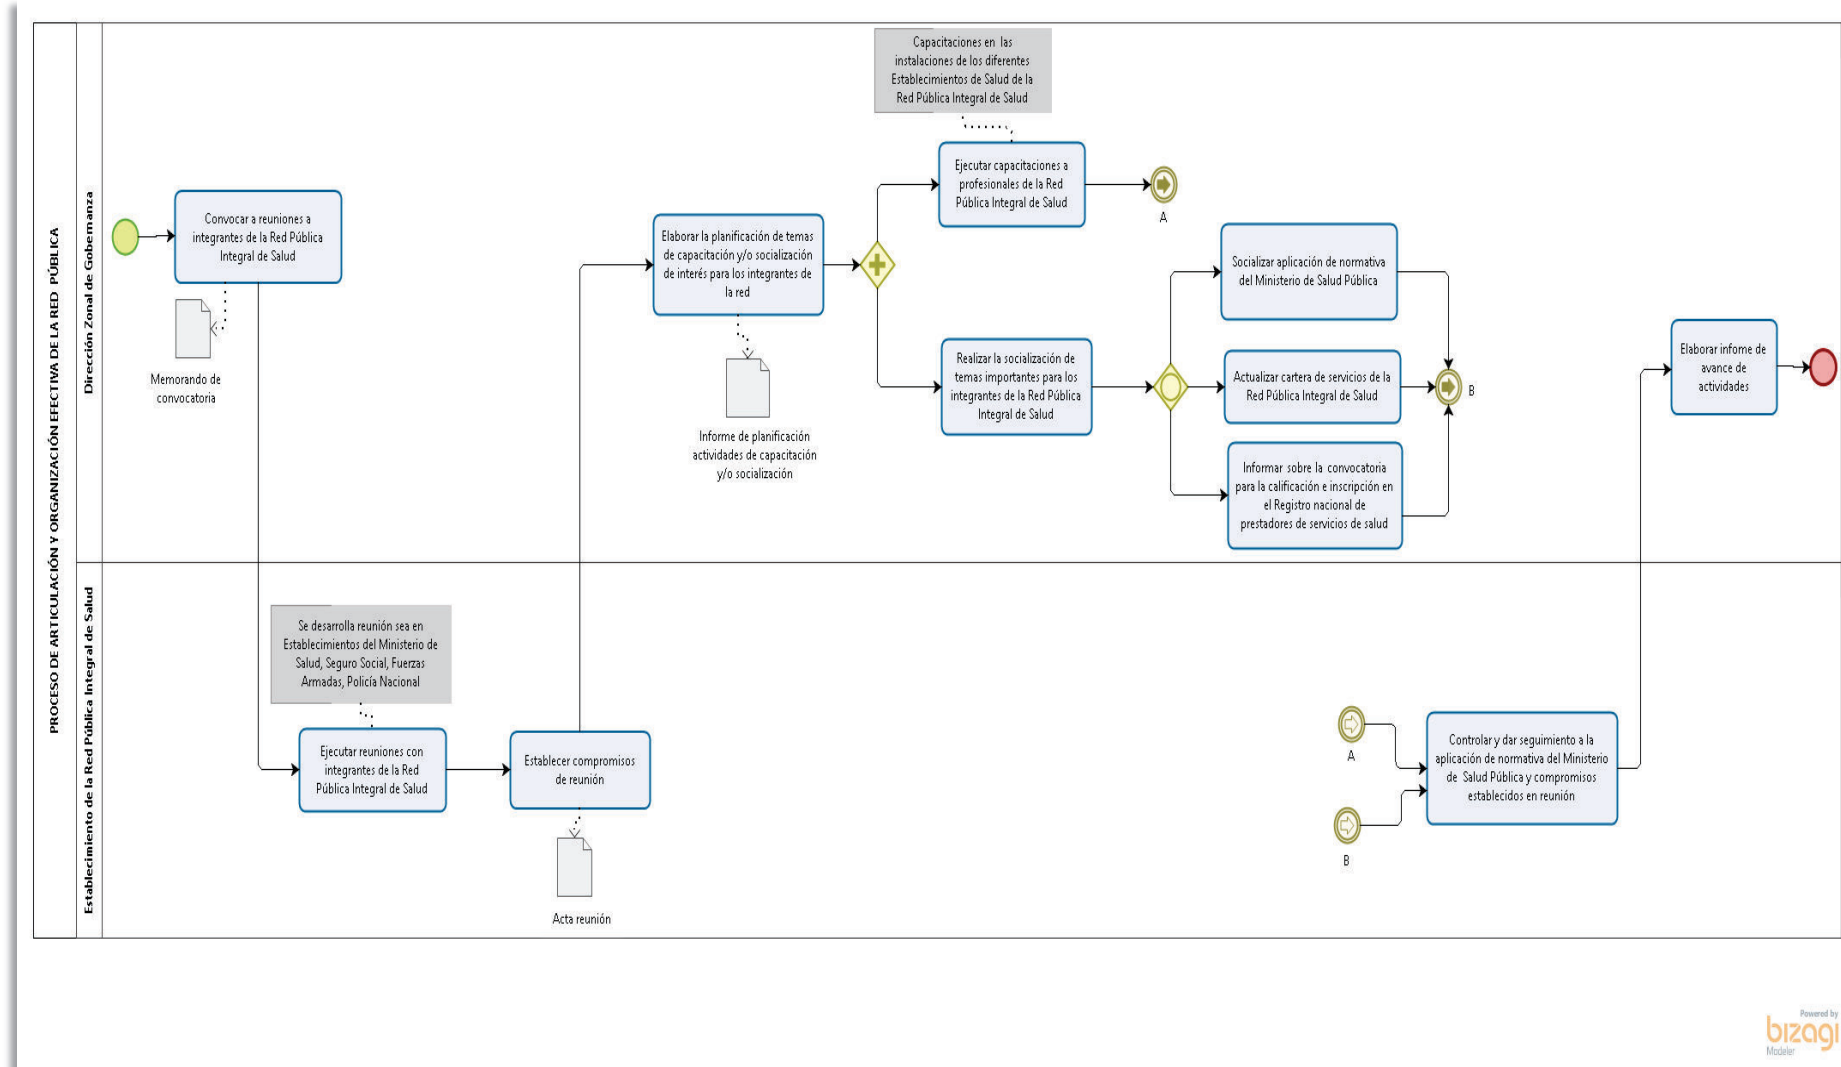 PROCESO DE ARTICULACIÓN Y ORGANIZACIÓN EFECTIVA DE LA RED PÚBLICA
Dirección Zonal de Gobernanza
Convocar a reuniones a
integrantes de la Red Pública
Integral de Salud
Memorando de
convocatoria
Elaborar la planificación de temas
de capacitación y/o socialización
de interés para los integrantes de
la red
Informe de planificación
actividades de capacitación
y/o socialización
Capacitaciones en las
instalaciones de los diferentes
Establecimientos de Salud de la
Red Pública Integral de Salud
Ejecutar capacitaciones a
profesionales de la Red
Pública Integral de Salud
A
Realizar la socialización de
temas importantes para los
integrantes de la Red Pública
Integral de Salud
Socializar aplicación de normativa
del Ministerio de Salud Pública
Actualizar cartera de servicios de la
Red Pública Integral de Salud
Informar sobre la convocatoria
para la calificación e inscripción en
el Registro nacional de
prestadores de servicios de salud
B
Elaborar infome de
avance de
actividades
Establecimiento de la Red Pública Integral de Salud
Se desarrolla reunión sea en
Establecimientos del Ministerio de
Salud, Seguro Social, Fuerzas
Armadas, Policía Nacional
Ejecutar reuniones con
integrantes de la Red
Pública Integral de Salud
Establecer compromisos
de reunión
Acta reunión
A
B
Controlar y dar seguimiento a la
aplicación de normativa del Ministerio
de Salud Pública y compromisos
establecidos en reunión
Powered by
bizagi
Modeler